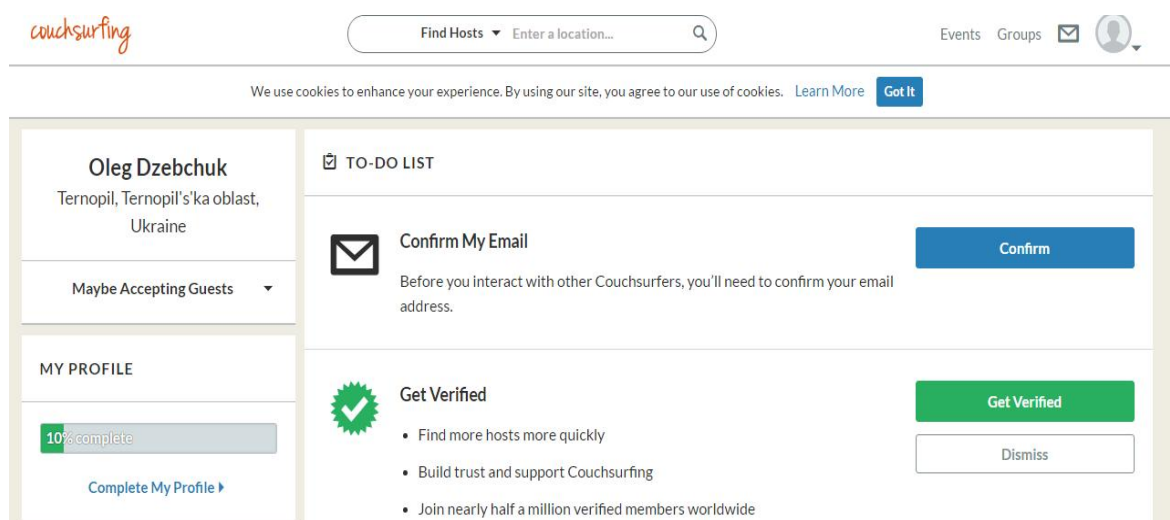 couchsurfing
Find Hosts Enter a location...
Events Groups
We use cookies to enhance your experience. By using our site, you agree to our use of cookies. Learn More Got It
Oleg Dzebchuk
Ternopil, Ternopil's'ka oblast,
Ukraine
Maybe Accepting Guests
MY PROFILE
10% complete
Complete My Profile
TO-DO LIST
Confirm My Email
Before you interact with other Couchsurfers, you'll need to confirm your email
address.
Confirm
Get Verified
• Find more hosts more quickly
• Build trust and support Couchsurfing
• Join nearly half a million verified members worldwide
Get Verified
Dismiss